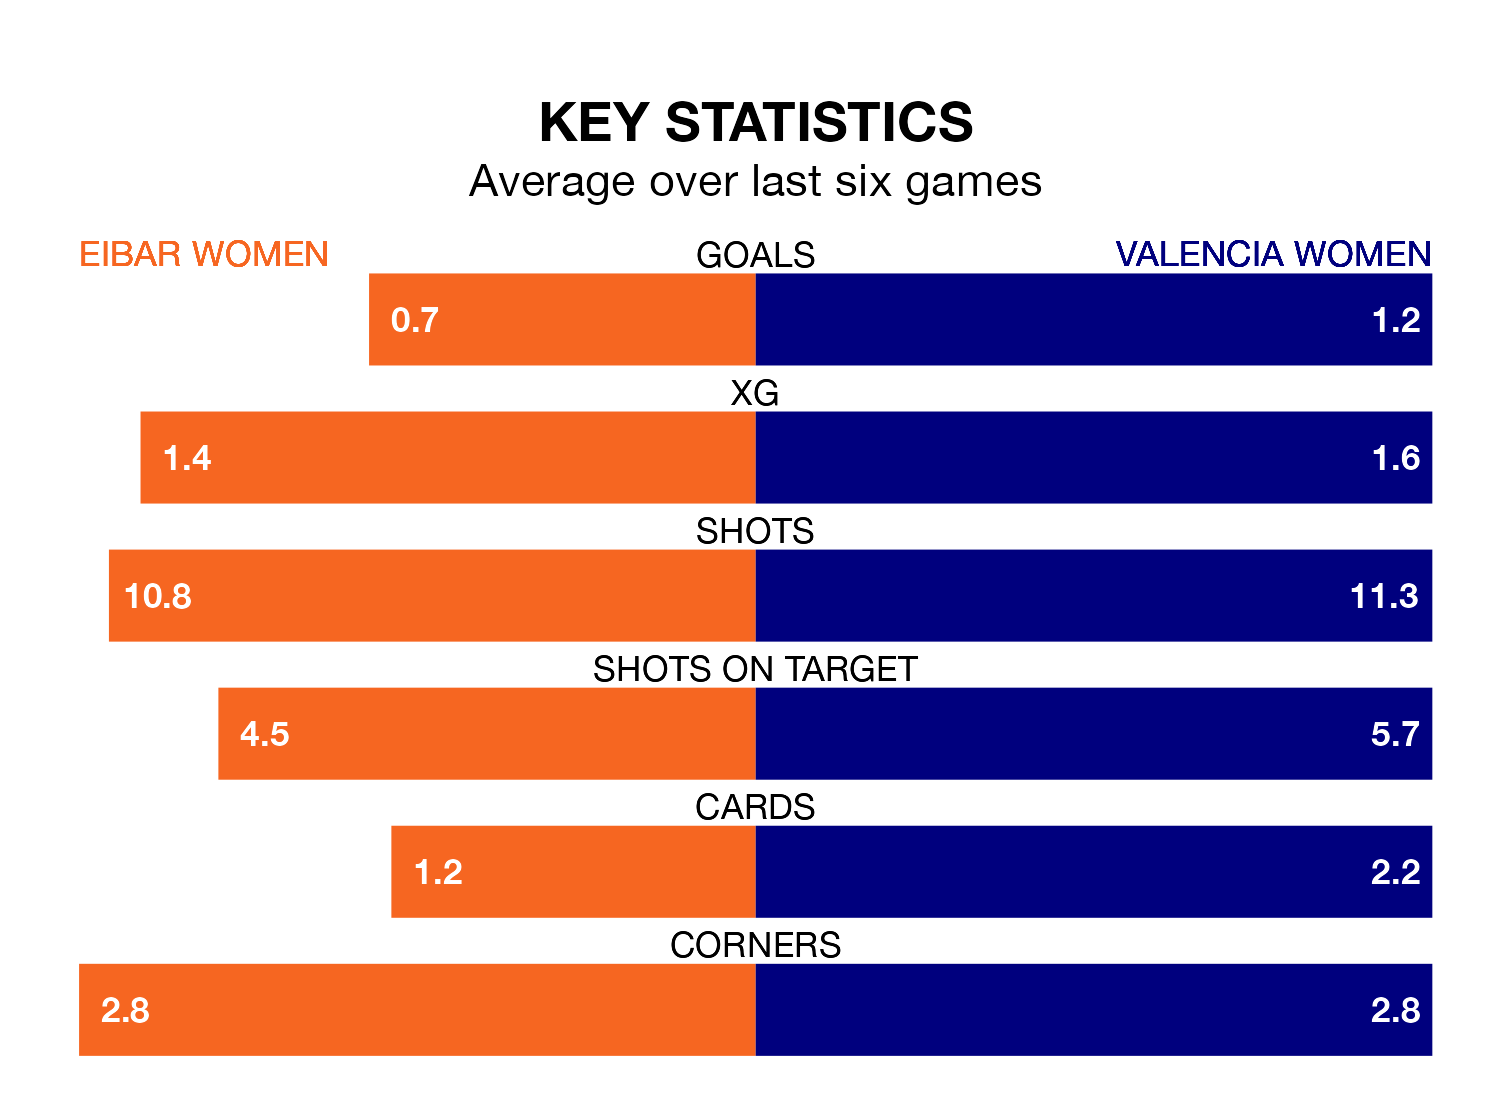 KEY STATISTICS
Average over last six games
EIBAR WOMEN GOALS VALENCIA WOMEN
0.7 1.2
XG
1.4 1.6
SHOTS
10.8 11.3
SHOTS ON TARGET
4.5 5.7
CARDS
1.2 2.2
CORNERS
2.8 2.8